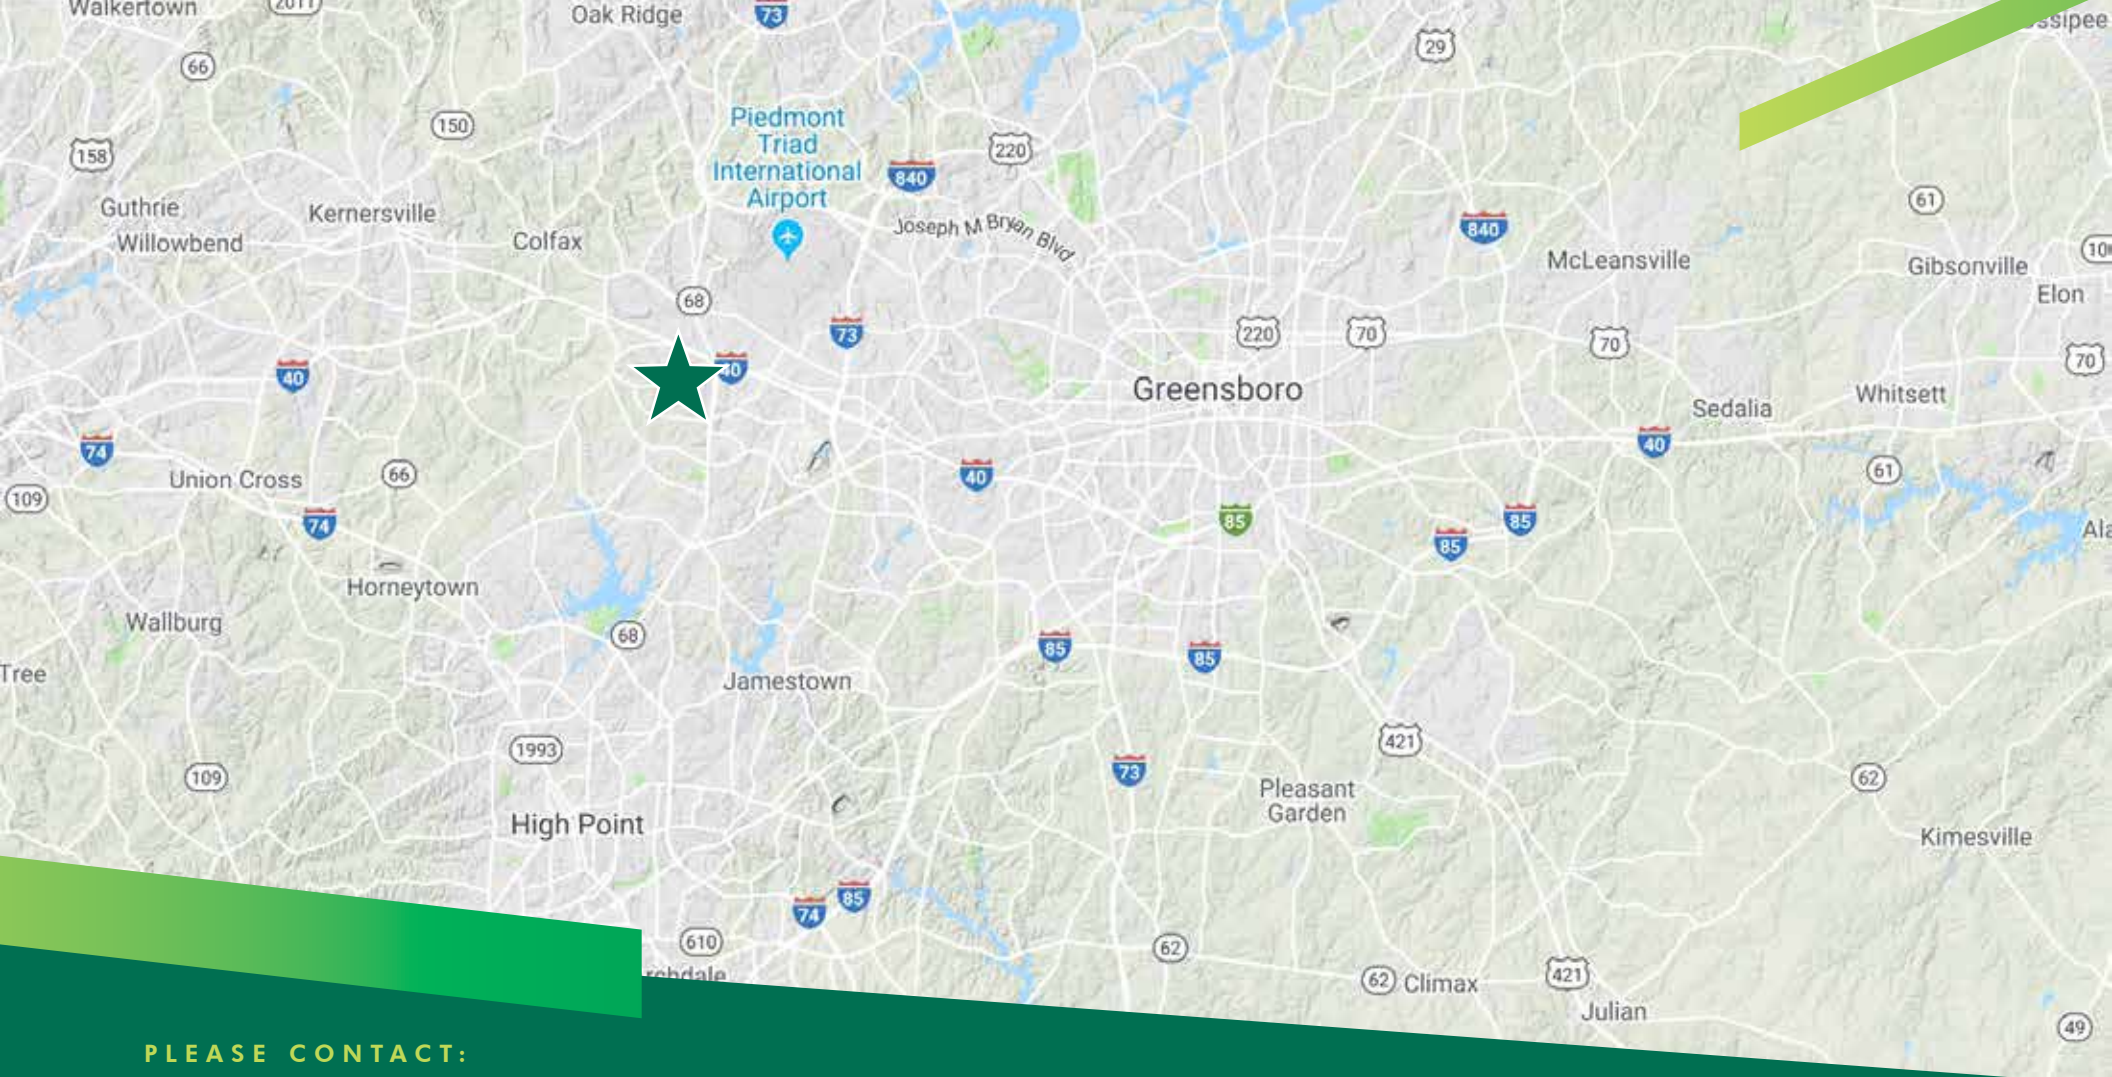 Walkertown
Oak Ridge
73
29
66
150
158
Piedmont
Triad
International
Airport
840
220
Joseph M Bryan Blvd
61
Guthrie
Kernersville
Willowbend
Colfax
840
McLeansville
Gibsonville
Elon
68
73
220
70
70
70
40
40
Greensboro
Whitsett
Sedalia
40
74
40
61
Union Cross
66
109
74
85
85
85
Horneytown
Wallburg
68
85
85
Tree
Jamestown
1993
421
109
73
62
Pleasant
Garden
High Point
Kimesville
74
85
610
62
62
Climax
421
Julian
49
PLEASE CONTACT: